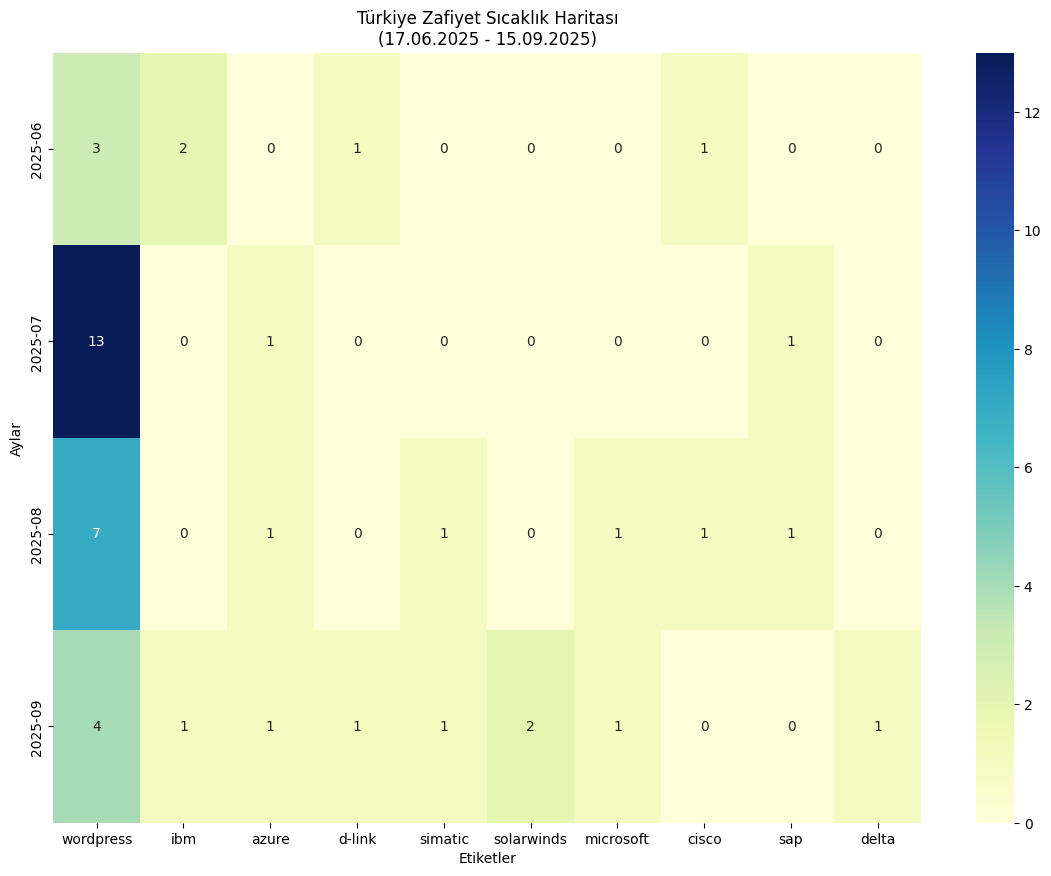 Türkiye Zafiyet Sıcaklık Haritası
(17.06.2025 - 15.09.2025)
Aylar
2025-06
3 2 0 1 0 0 0 1 0 0
2025-07
13 0 1 0 0 0 0 0 1 0
2025-08
7 0 1 0 1 0 1 1 1 0
2025-09
4 1 1 1 1 2 1 0 0 1
wordpress ibm azure d-link simatic solarwinds microsoft cisco sap delta
Etiketler
12
10
8
6
4
2
0